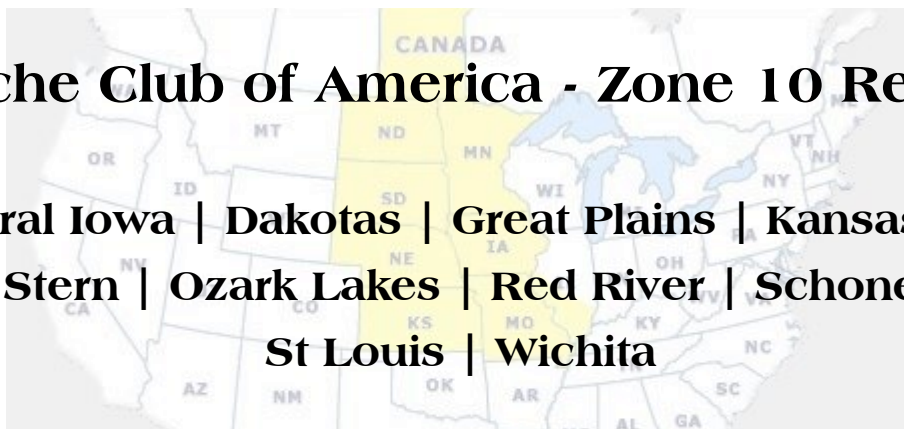 CANADA
che Club of America - Zone 10 Re
MT ND MN VT NH
OR ID SD WI NY
ral Iowa | Dakotas | Great Plains | Kansas
NV NE IA PA OH
Stern | Ozark Lakes | Red River | Schone
CA CO KS MO KY
St Louis | Wichita
NC
AZ NM OK AR SC
AL GA